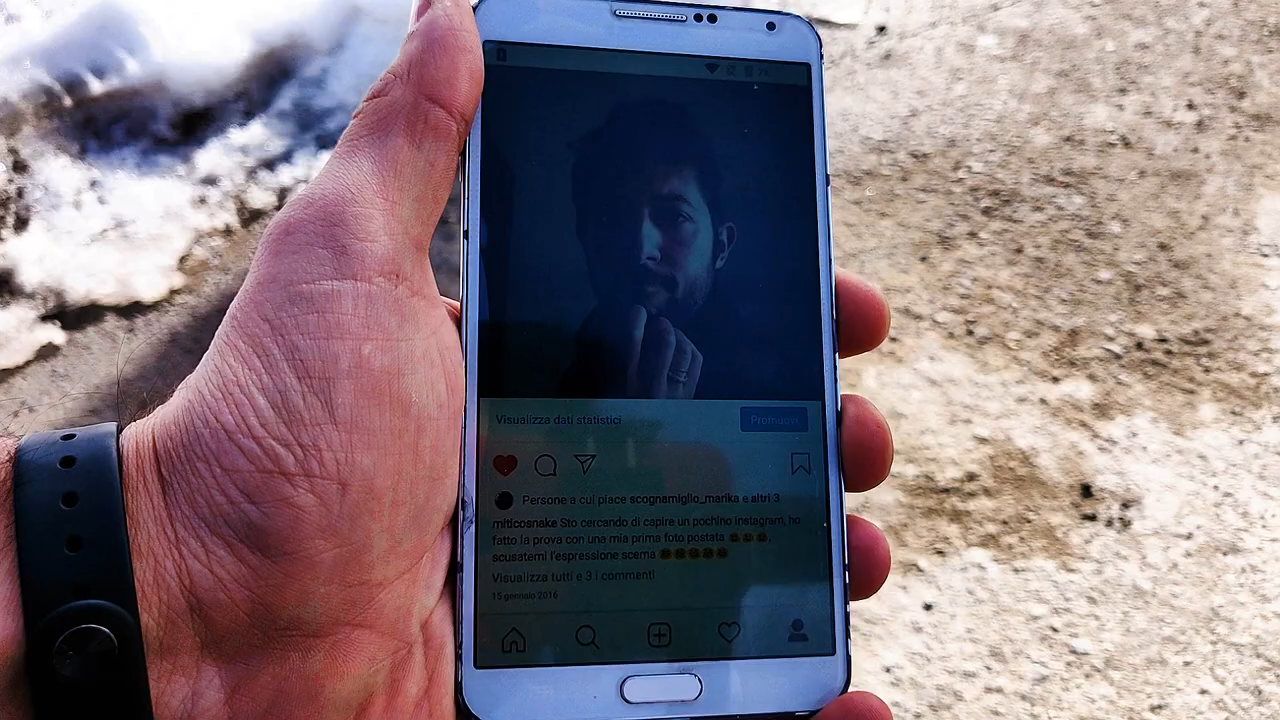 Visualizza dati statistici
Promuovi
Persone a cui piace scognamiglio_marika e altri 3
miticosnake Sto cercando di capire un pochino instagram, ho
fatto la prova con una mia prima foto postata
scusatemi l'espressione scema
Visualizza tutti e 3 i commenti
15 gennaio 2016